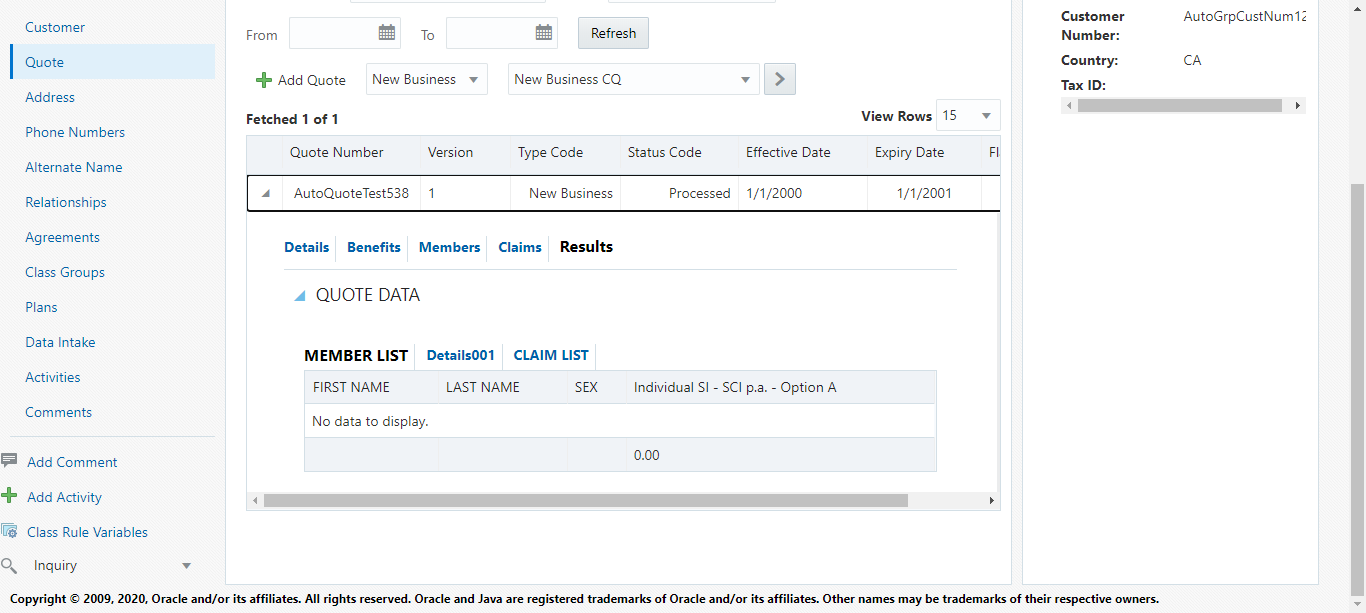 Customer
Quote
Address
Phone Numbers
Alternate Name
Relationships
Agreements
Class Groups
Plans
Data Intake
Activities
Comments
Add Comment
Add Activity
Class Rule Variables
Inquiry
From To Refresh
Add Quote New Business New Business CQ
Fetched 1 of 1 View Rows 15
Quote Number Version Type Code Status Code Effective Date Expiry Date
AutoQuoteTest538 1 New Business Processed 1/1/2000 1/1/2001
Details Benefits Members Claims Results
QUOTE DATA
MEMBER LIST Details001 CLAIM LIST
FIRST NAME LAST NAME SEX Individual SI - SCI p.a. - Option A
No data to display.
0.00
Customer Number: AutoGrpCustNum12
Country: CA
Tax ID:
Copyright © 2009, 2020, Oracle and/or its affiliates. All rights reserved. Oracle and Java are registered trademarks of Oracle and/or its affiliates. Other names may be trademarks of their respective owners.